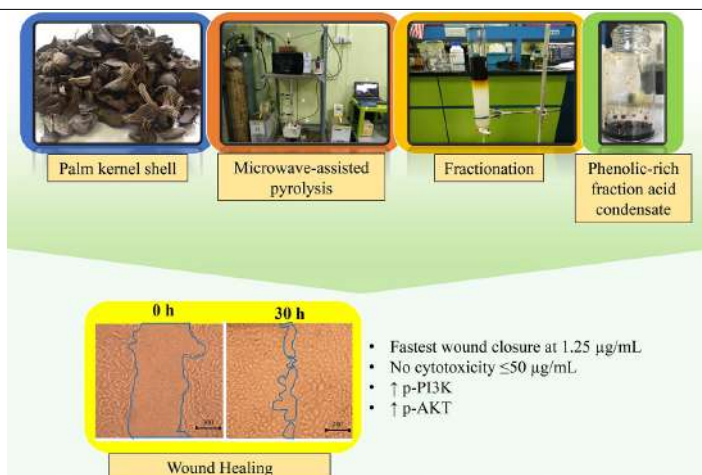 Palm kernel shell
Microwave-assisted
pyrolysis
Fractionation
Phenolic-rich
fraction acid
condensate
0 h
30 h
• Fastest wound closure at 1.25 µg/mL
• No cytotoxicity ≤50 µg/mL
• ↑ p-PI3K
• ↑ p-AKT
Wound Healing